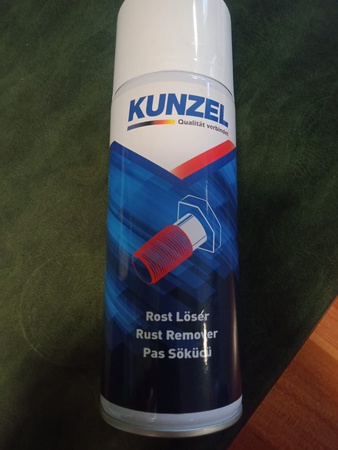 KUNZEL
Qualität verbindet
Rost Löser
Rust Remover
Pas Sökücü